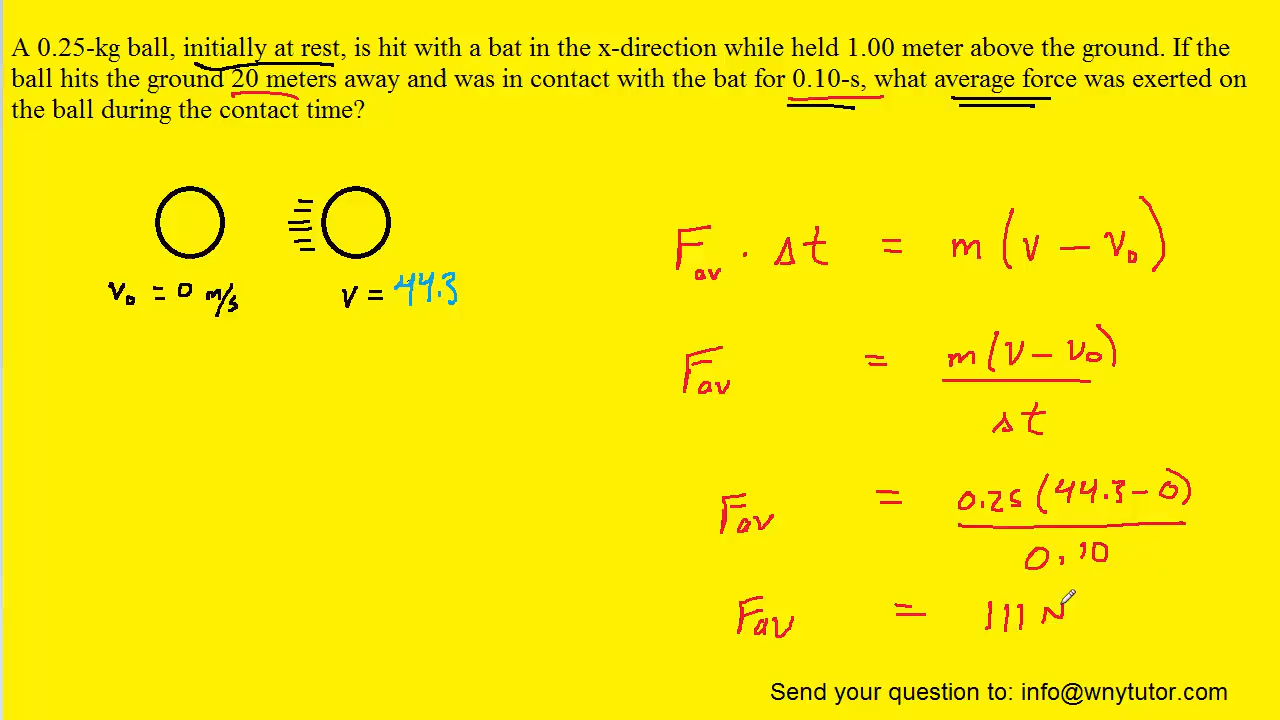 A 0.25-kg ball, initially at rest, is hit with a bat in the x-direction while held 1.00 meter above the ground. If the
ball hits the ground 20 meters away and was in contact with the bat for 0.10-s, what average force was exerted on
the ball during the contact time?
v₀ = 0 m/s
v = 44.3
Fav · Δt = m(v − v₀)
Fav = m(v − v₀)
Δt
Fav = 0.25(44.3 − 0)
0.10
Fav = 111 N
Send your question to: info@wnytutor.com